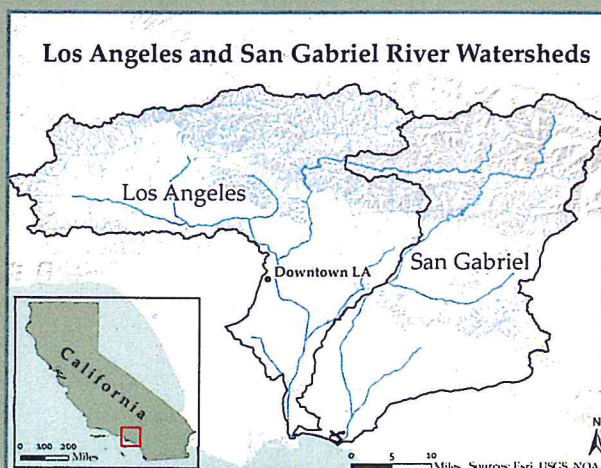 Los Angeles and San Gabriel River Watersheds
Los Angeles
San Gabriel
Downtown LA
California
0 100 200
Miles
N
0 5 10
Miles Sources: Esri, USGS, NOAA